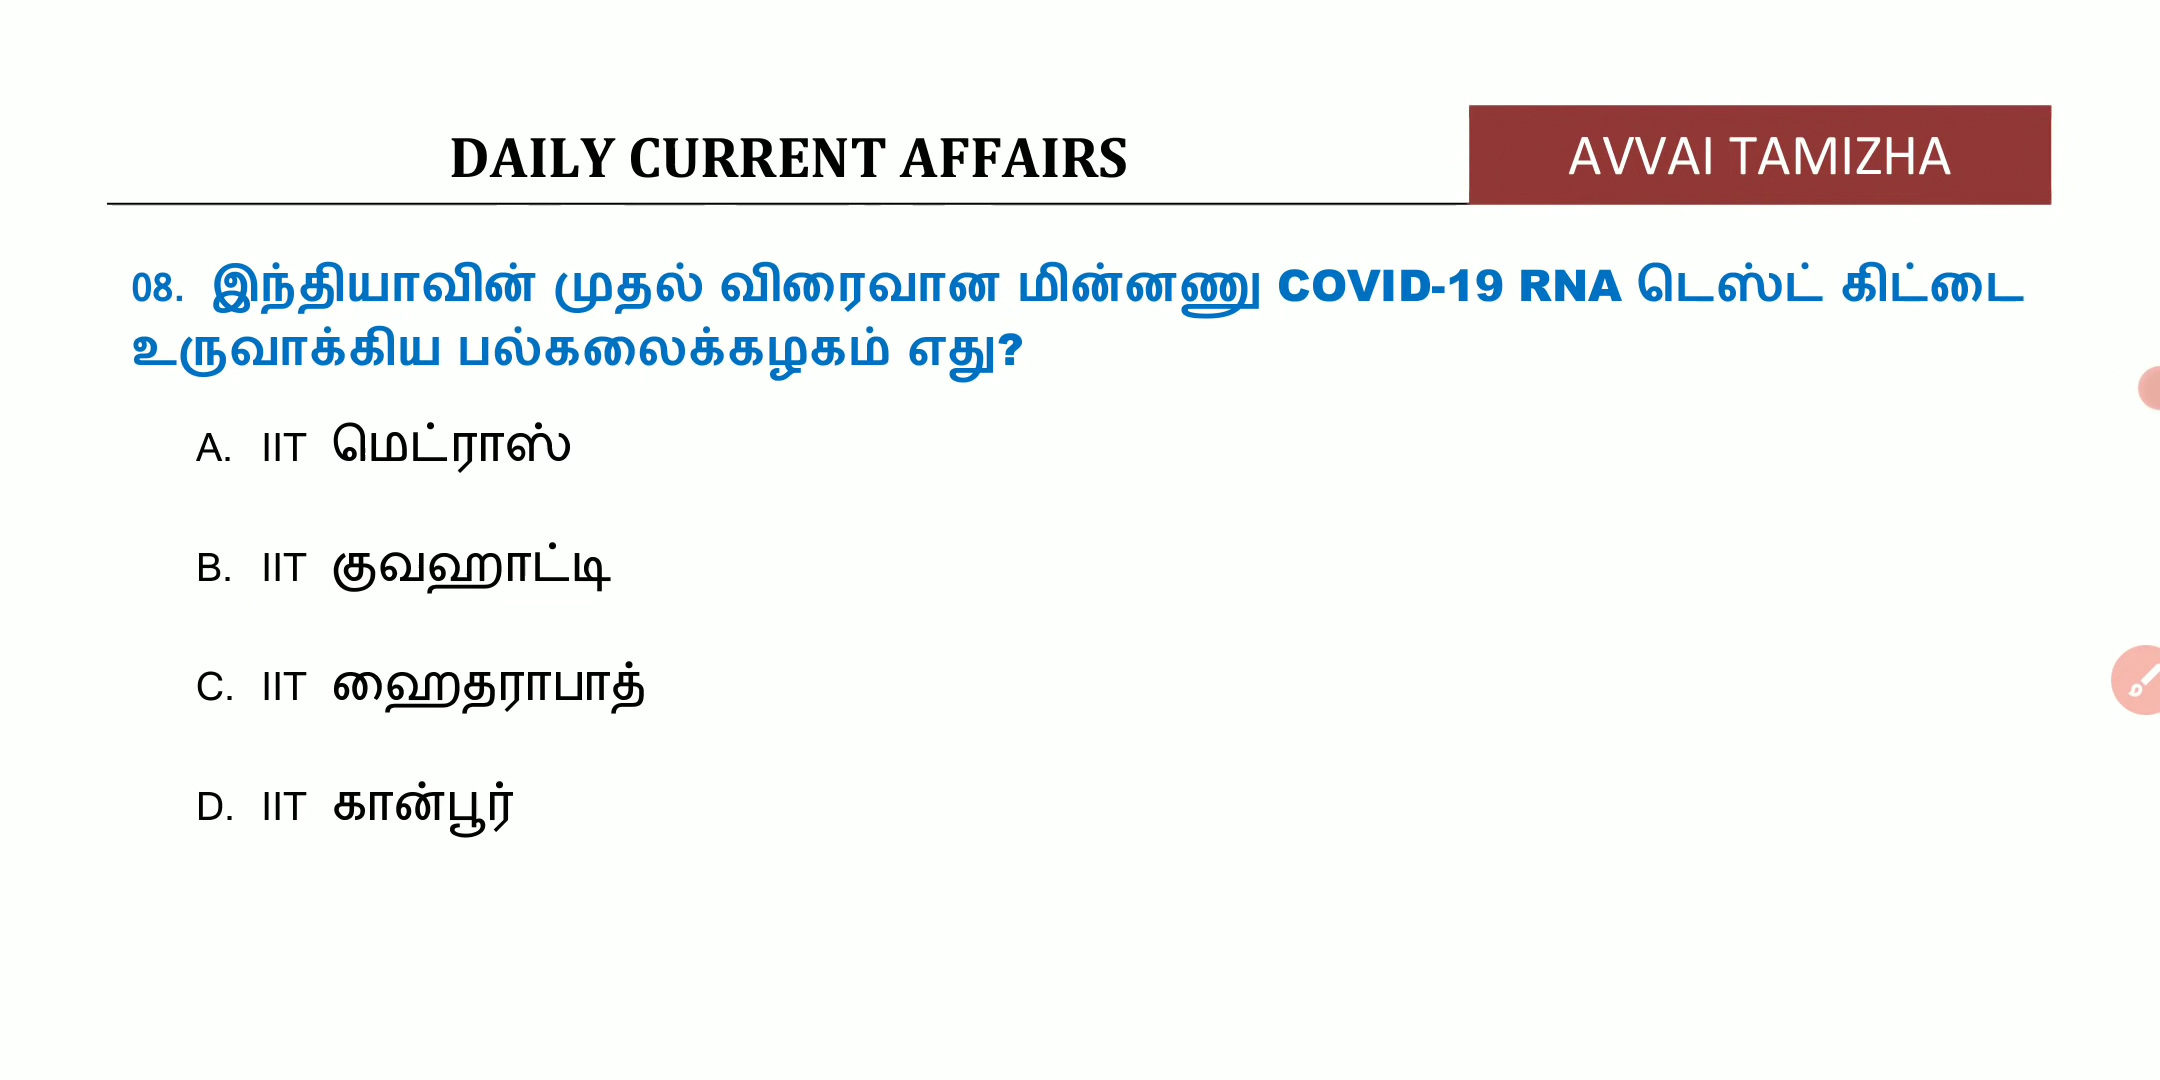 DAILY CURRENT AFFAIRS
AVVAI TAMIZHA
08. இந்தியாவின் முதல் விரைவான மின்னணு COVID-19 RNA டெஸ்ட் கிட்டை
உருவாக்கிய பல்கலைக்கழகம் எது?
A. IIT மெட்ராஸ்
B. IIT குவஹாட்டி
C. IIT ஹைதராபாத்
D. IIT கான்பூர்